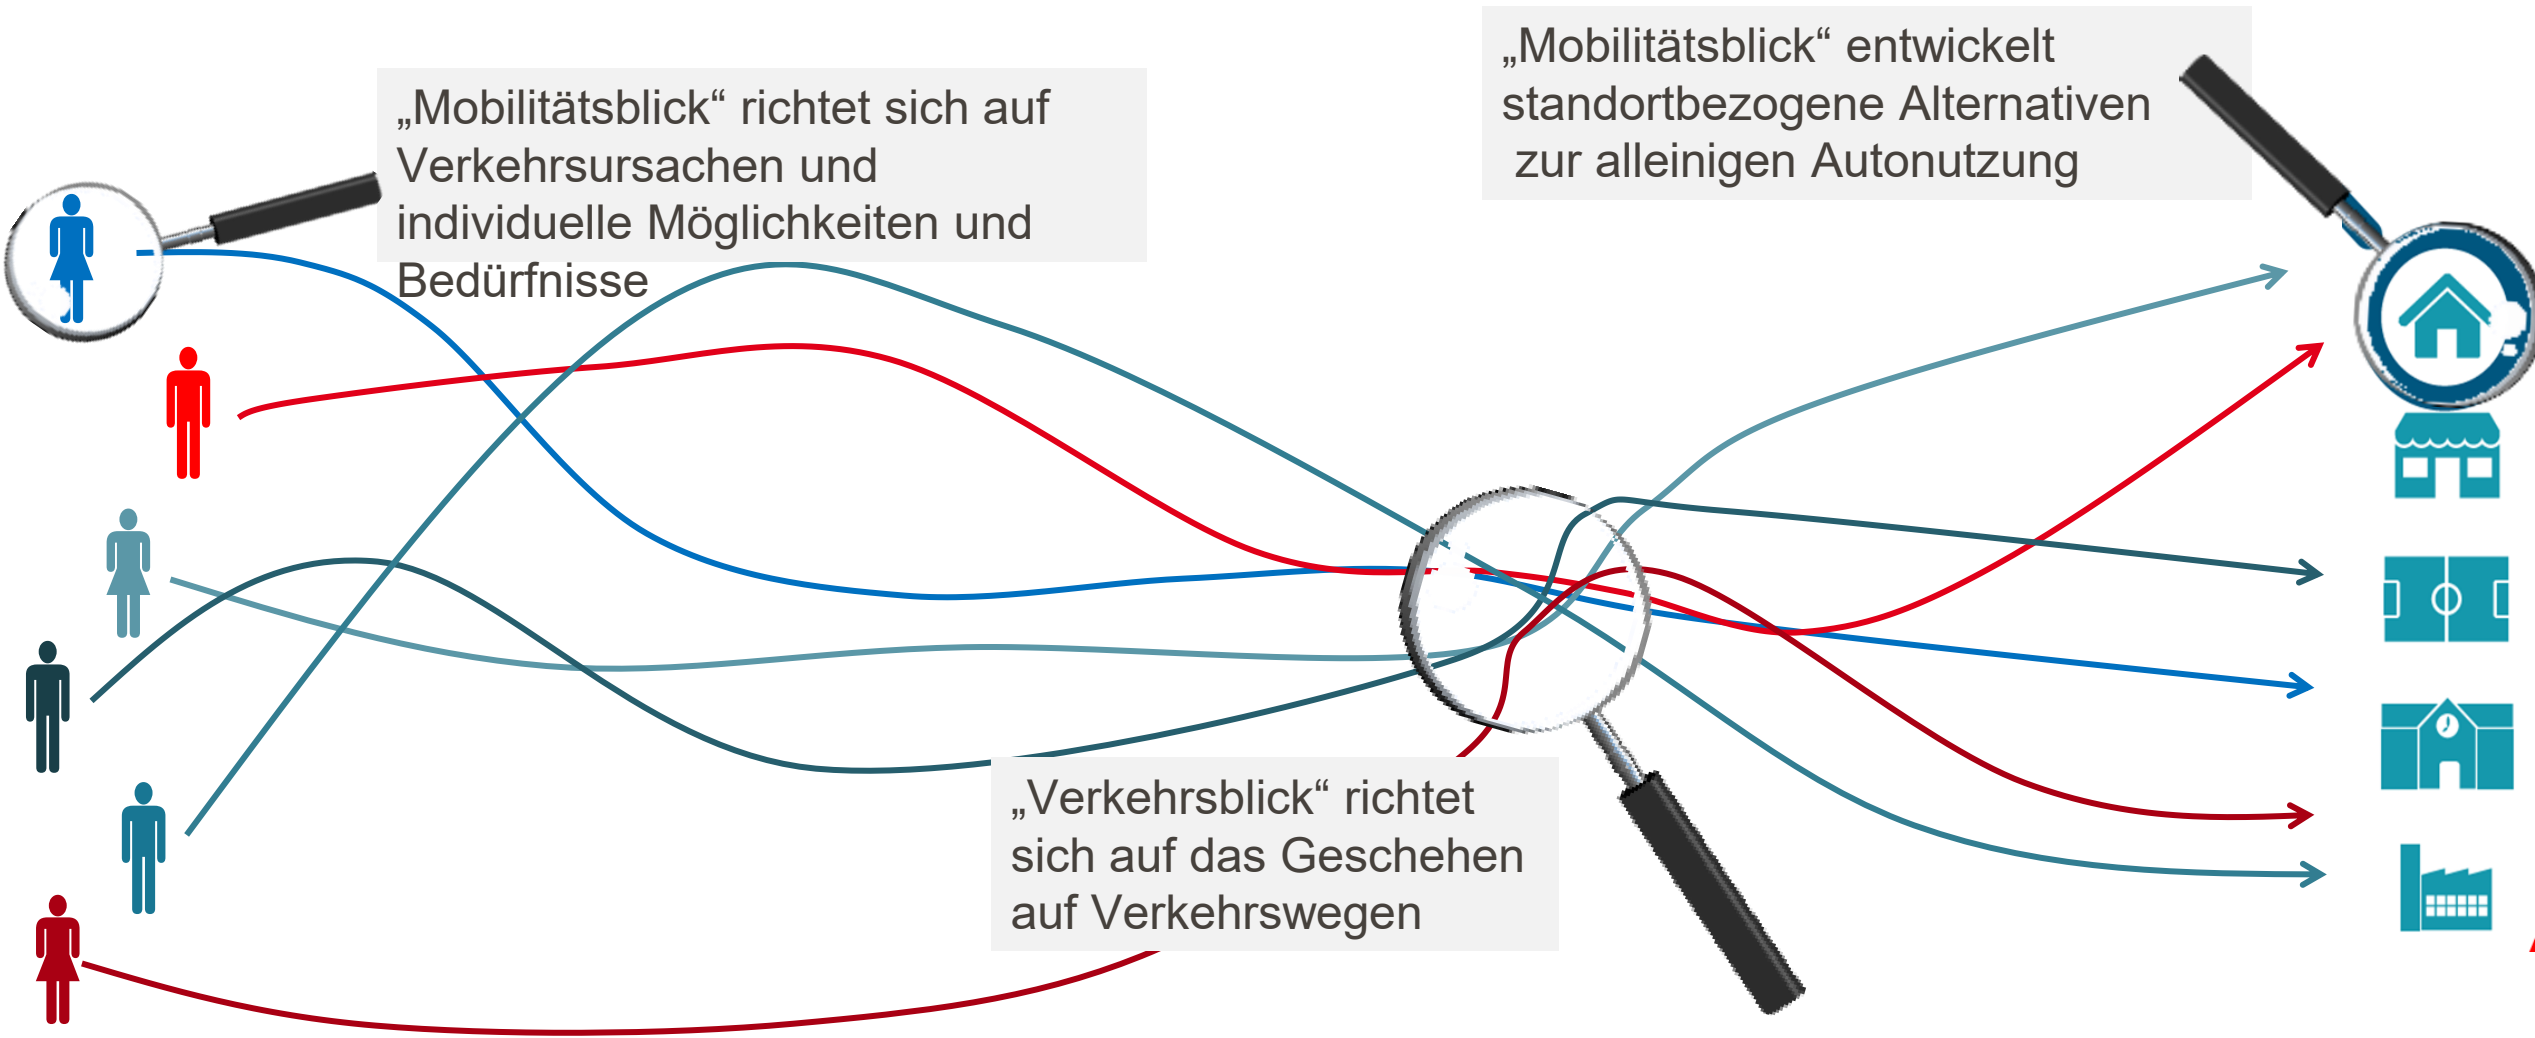 „Mobilitätsblick“ richtet sich auf
Verkehrsursachen und
individuelle Möglichkeiten und
Bedürfnisse
„Mobilitätsblick“ entwickelt
standortbezogene Alternativen
zur alleinigen Autonutzung
„Verkehrsblick“ richtet
sich auf das Geschehen
auf Verkehrswegen